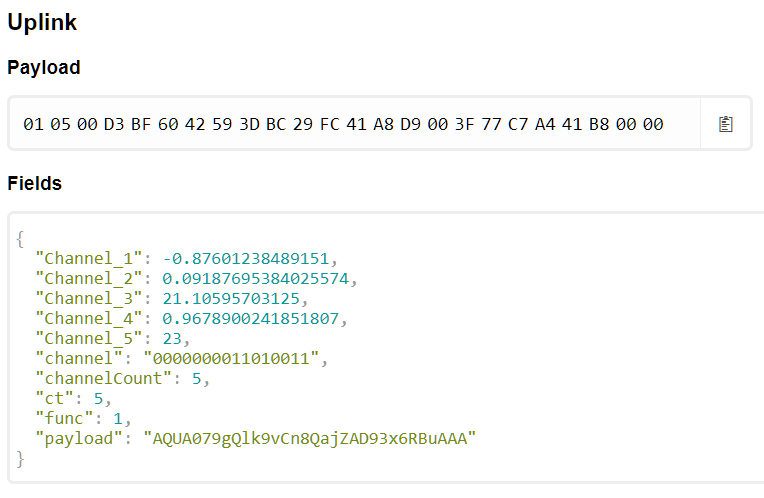 Uplink
Payload
01 05 00 D3 BF 60 42 59 3D BC 29 FC 41 A8 D9 00 3F 77 C7 A4 41 B8 00 00
Fields
{
"Channel_1": -0.87601238489151,
"Channel_2": 0.09187695384025574,
"Channel_3": 21.10595703125,
"Channel_4": 0.9678900241851807,
"Channel_5": 23,
"channel": "0000000011010011",
"channelCount": 5,
"ct": 5,
"func": 1,
"payload": "AQUA079gQlk9vCn8QajZAD93x6RBuAAA"
}